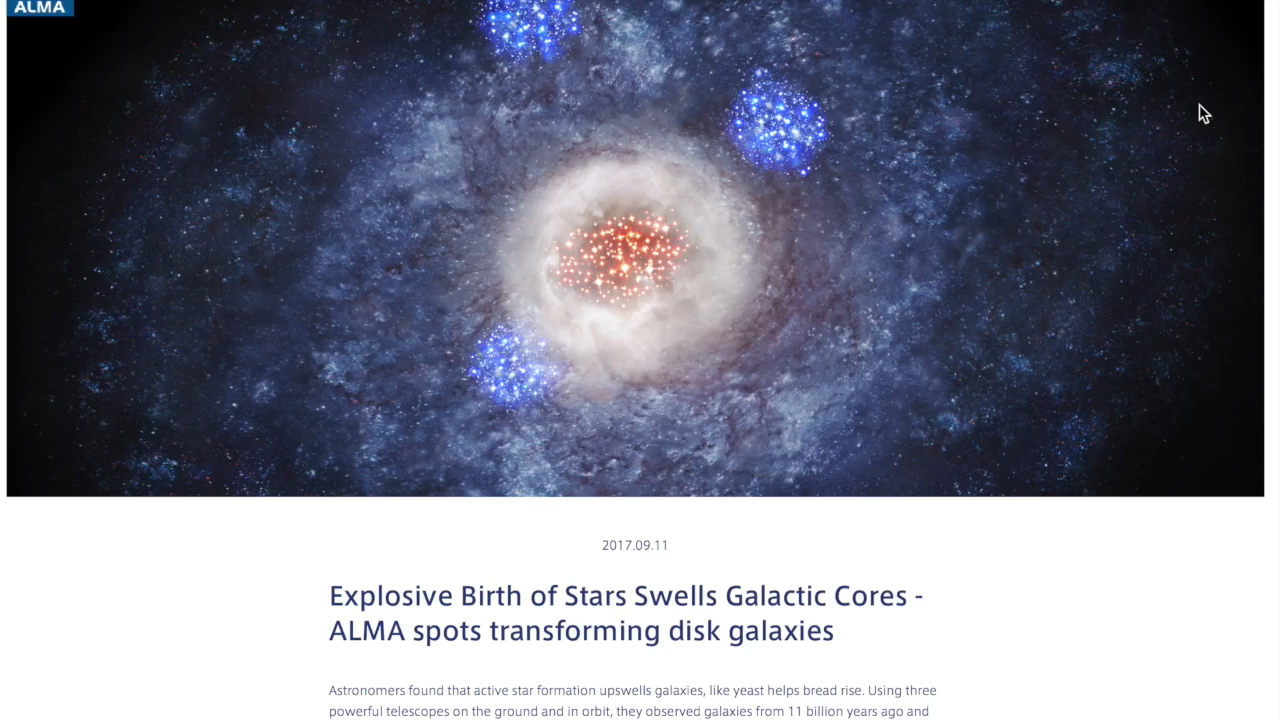 ALMA
2017.09.11
Explosive Birth of Stars Swells Galactic Cores -
ALMA spots transforming disk galaxies
Astronomers found that active star formation upswells galaxies, like yeast helps bread rise. Using three
powerful telescopes on the ground and in orbit, they observed galaxies from 11 billion years ago and